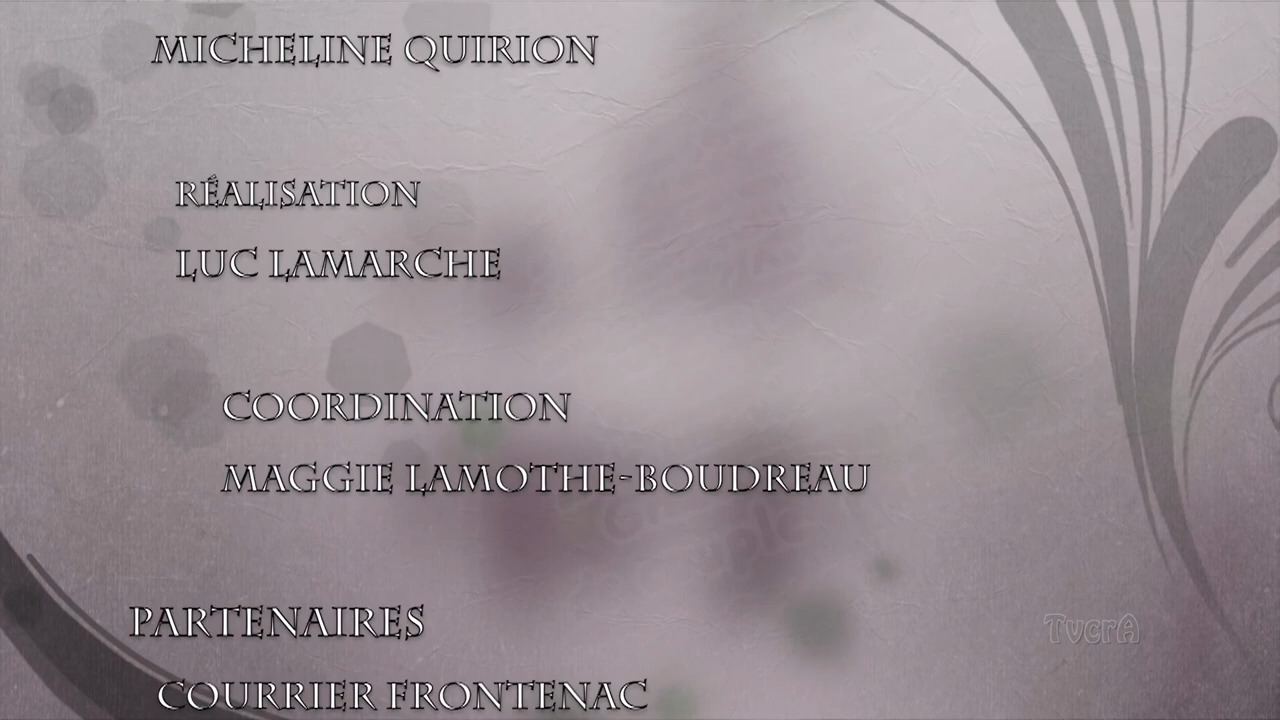 MICHELINE QUIRION
RÉALISATION
LUC LAMARCHE
COORDINATION
MAGGIE LAMOTHE-BOUDREAU
PARTENAIRES
COURRIER FRONTENAC
TvcrA